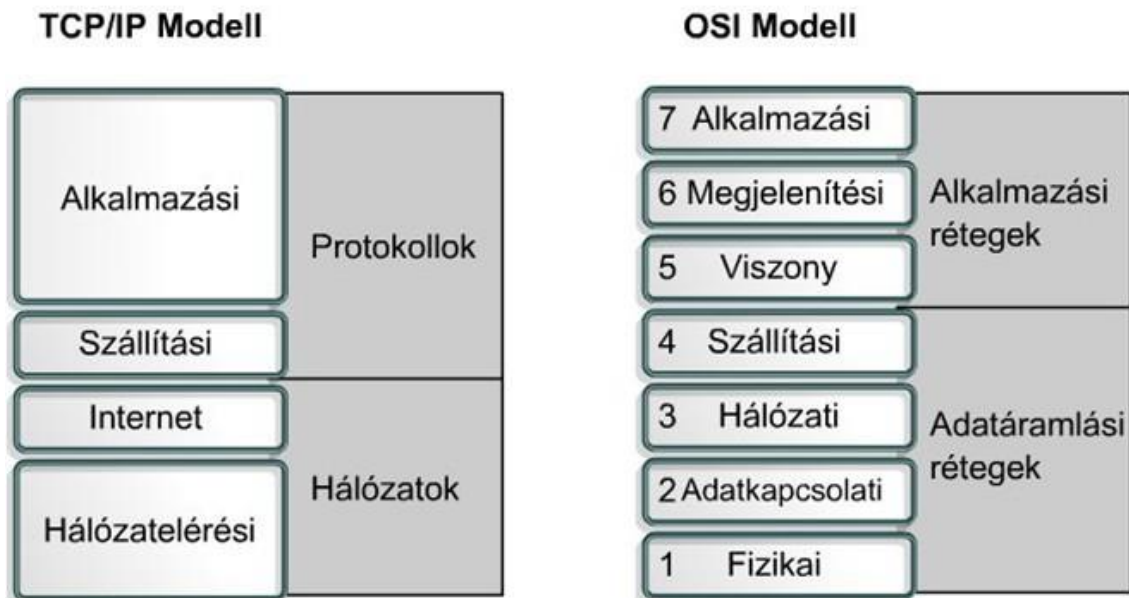 TCP/IP Modell
Alkalmazási
Szállítási
Internet
Hálózatelérési
Protokollok
Hálózatok
OSI Modell
7 Alkalmazási
6 Megjelenítési
5 Viszony
4 Szállítási
3 Hálózati
2 Adatkapcsolati
1 Fizikai
Alkalmazási
rétegek
Adatáramlási
rétegek